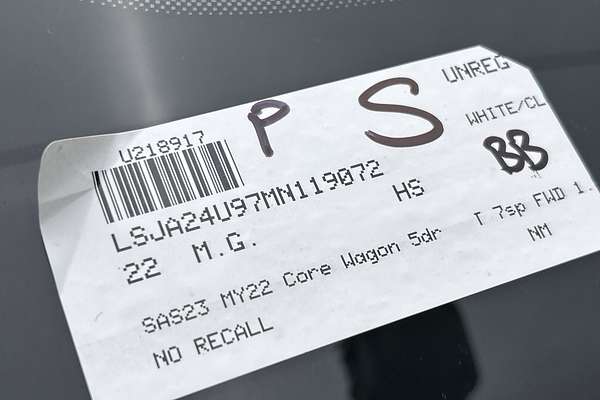 P S UNREG
U218917 WHITE/CL
BB
LSJA24U97MN119072 HS
22 M.G. T 7sp FWD 1.
SAS23 MY22 Core Wagon 5dr NM
NO RECALL